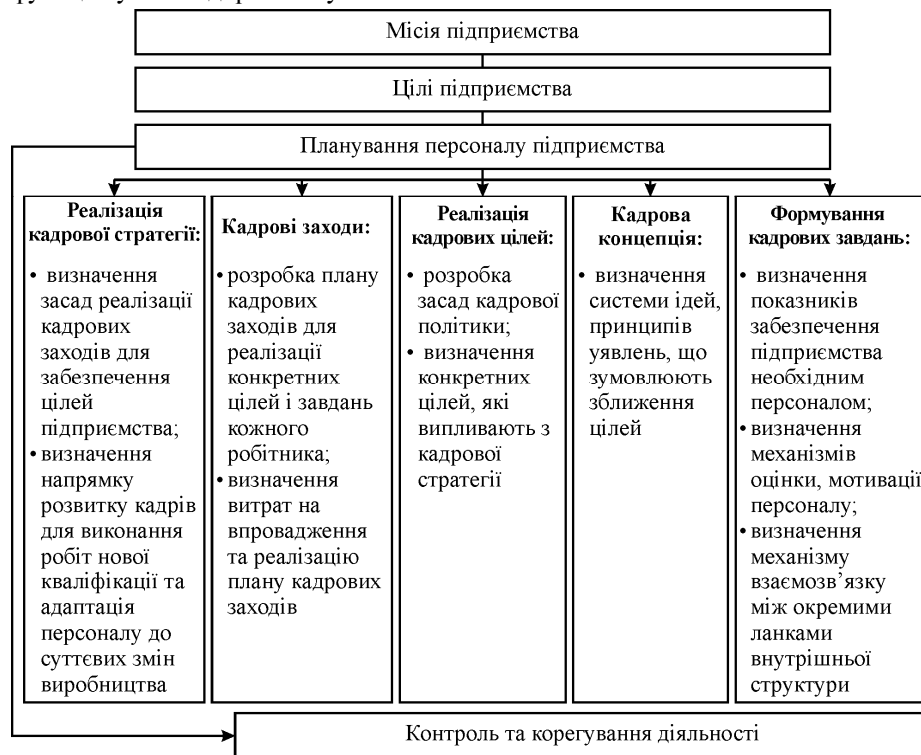 Місія підприємства
Цілі підприємства
Планування персоналу підприємства
Реалізація
кадрової стратегії:
• визначення
засад реалізації
кадрових
заходів для
забезпечення
цілей
підприємства;
• визначення
напрямку
розвитку кадрів
для виконання
робіт нової
кваліфікації та
адаптація
персоналу до
суттєвих змін
виробництва
Кадрові заходи:
• розробка плану
кадрових
заходів для
реалізації
конкретних
цілей і завдань
кожного
робітника;
• визначення
витрат на
впровадження
та реалізацію
плану кадрових
заходів
Реалізація
кадрових цілей:
• розробка
засад кадрової
політики;
• визначення
конкретних
цілей, які
випливають з
кадрової
стратегії
Кадрова
концепція:
• визначення
системи ідей,
принципів
уявлень, що
зумовлюють
зближення
цілей
Формування
кадрових завдань:
• визначення
показників
забезпечення
підприємства
необхідним
персоналом;
• визначення
механізмів
оцінки, мотивації
персоналу;
• визначення
механізму
взаємозв’язку
між окремими
ланками
внутрішньої
структури
Контроль та корегування діяльності